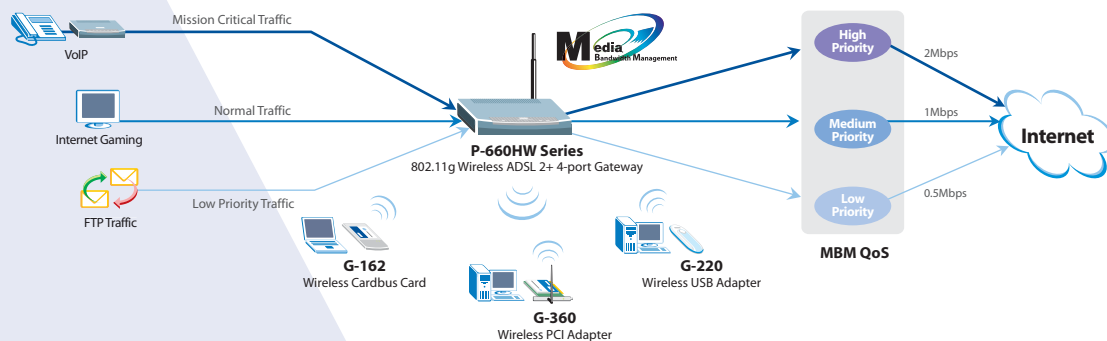 Mission Critical Traffic
VoIP
Normal Traffic
Internet Gaming
Low Priority Traffic
FTP Traffic
Media
Bandwidth Management
P-660HW Series
802.11g Wireless ADSL 2+ 4-port Gateway
G-162
Wireless Cardbus Card
G-360
Wireless PCI Adapter
G-220
Wireless USB Adapter
High
Priority
Medium
Priority
Low
Priority
MBM QoS
2Mbps
1Mbps
0.5Mbps
Internet